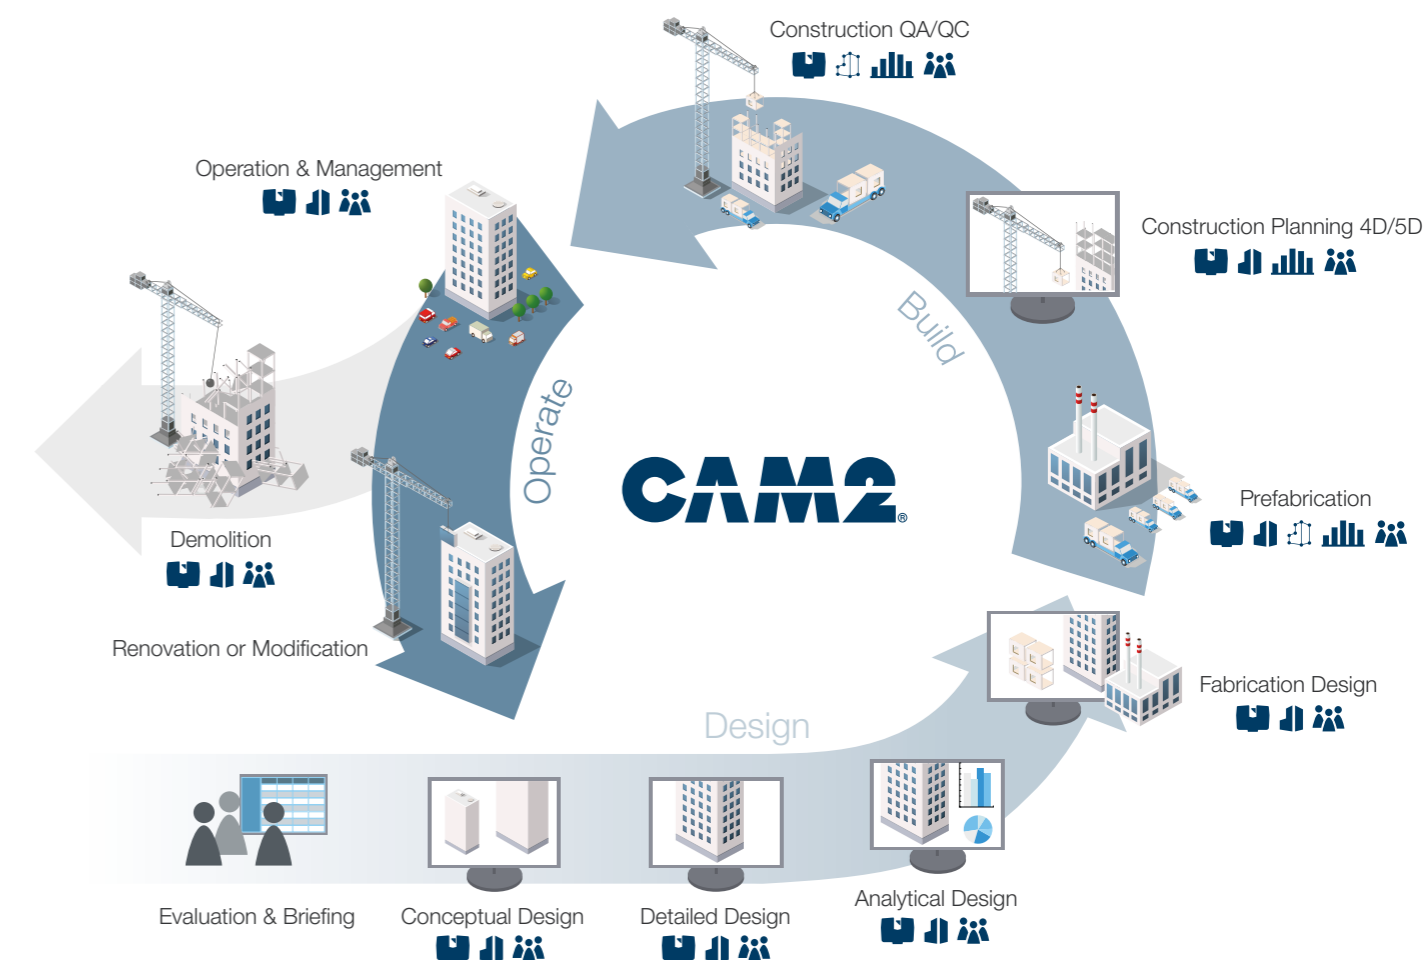 Construction QA/QC
Operation & Management
Construction Planning 4D/5D
Build
Operate
CAM2®
Prefabrication
Demolition
Renovation or Modification
Fabrication Design
Design
Evaluation & Briefing
Conceptual Design
Detailed Design
Analytical Design